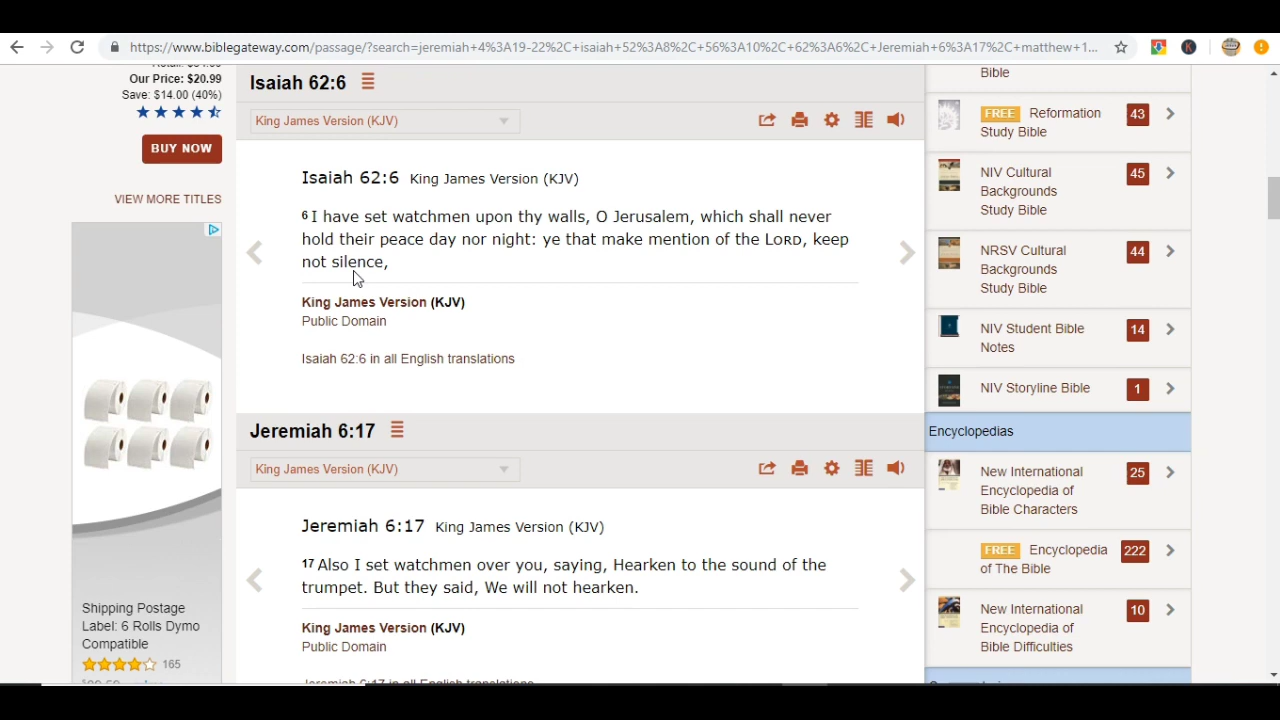 https://www.biblegateway.com/passage/?search=jeremiah+4%3A19-22%2C+isaiah+52%3A8%2C+56%3A10%2C+62%3A6%2C+Jeremiah+6%3A17%2C+matthew+1...
Our Price: $20.99
Save: $14.00 (40%)
BUY NOW
VIEW MORE TITLES
Shipping Postage
Label: 6 Rolls Dymo
Compatible
165
Isaiah 62:6
King James Version (KJV)
Isaiah 62:6 King James Version (KJV)
6 I have set watchmen upon thy walls, O Jerusalem, which shall never
hold their peace day nor night: ye that make mention of the LORD, keep
not silence,
King James Version (KJV)
Public Domain
Isaiah 62:6 in all English translations
Jeremiah 6:17
King James Version (KJV)
Jeremiah 6:17 King James Version (KJV)
17 Also I set watchmen over you, saying, Hearken to the sound of the
trumpet. But they said, We will not hearken.
King James Version (KJV)
Public Domain
Jeremiah 6:17 in all English translations
Bible
FREE Reformation 43
Study Bible
NIV Cultural 45
Backgrounds
Study Bible
NRSV Cultural 44
Backgrounds
Study Bible
NIV Student Bible 14
Notes
NIV Storyline Bible 1
Encyclopedias
New International 25
Encyclopedia of
Bible Characters
FREE Encyclopedia 222
of The Bible
New International 10
Encyclopedia of
Bible Difficulties